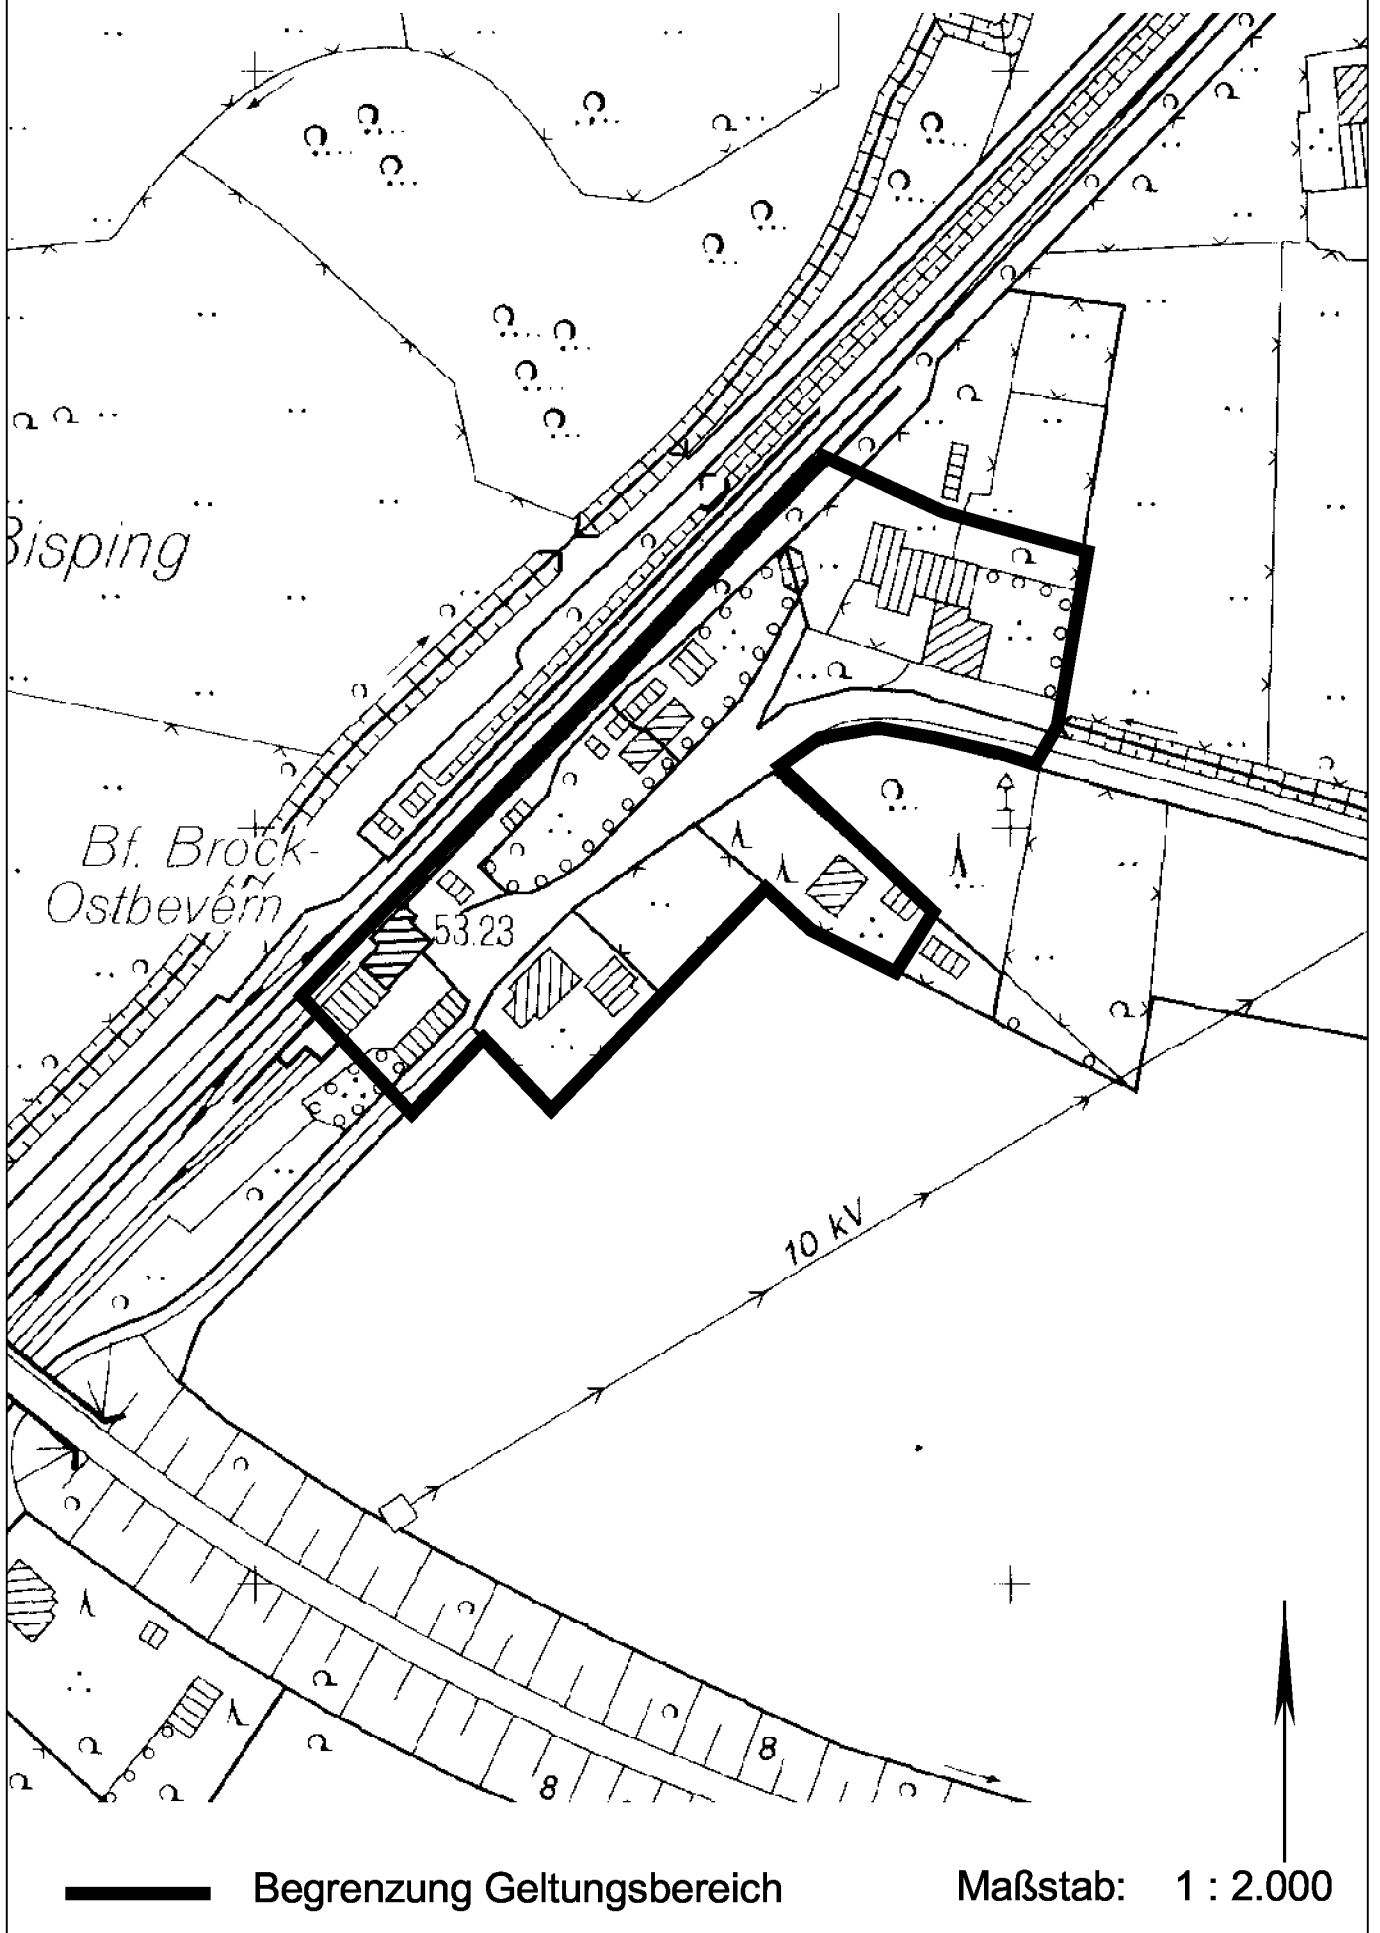 Bisping
Bf. Brock-
Ostbevern
53.23
10 kV
8
8
Begrenzung Geltungsbereich
Maßstab: 1 : 2.000